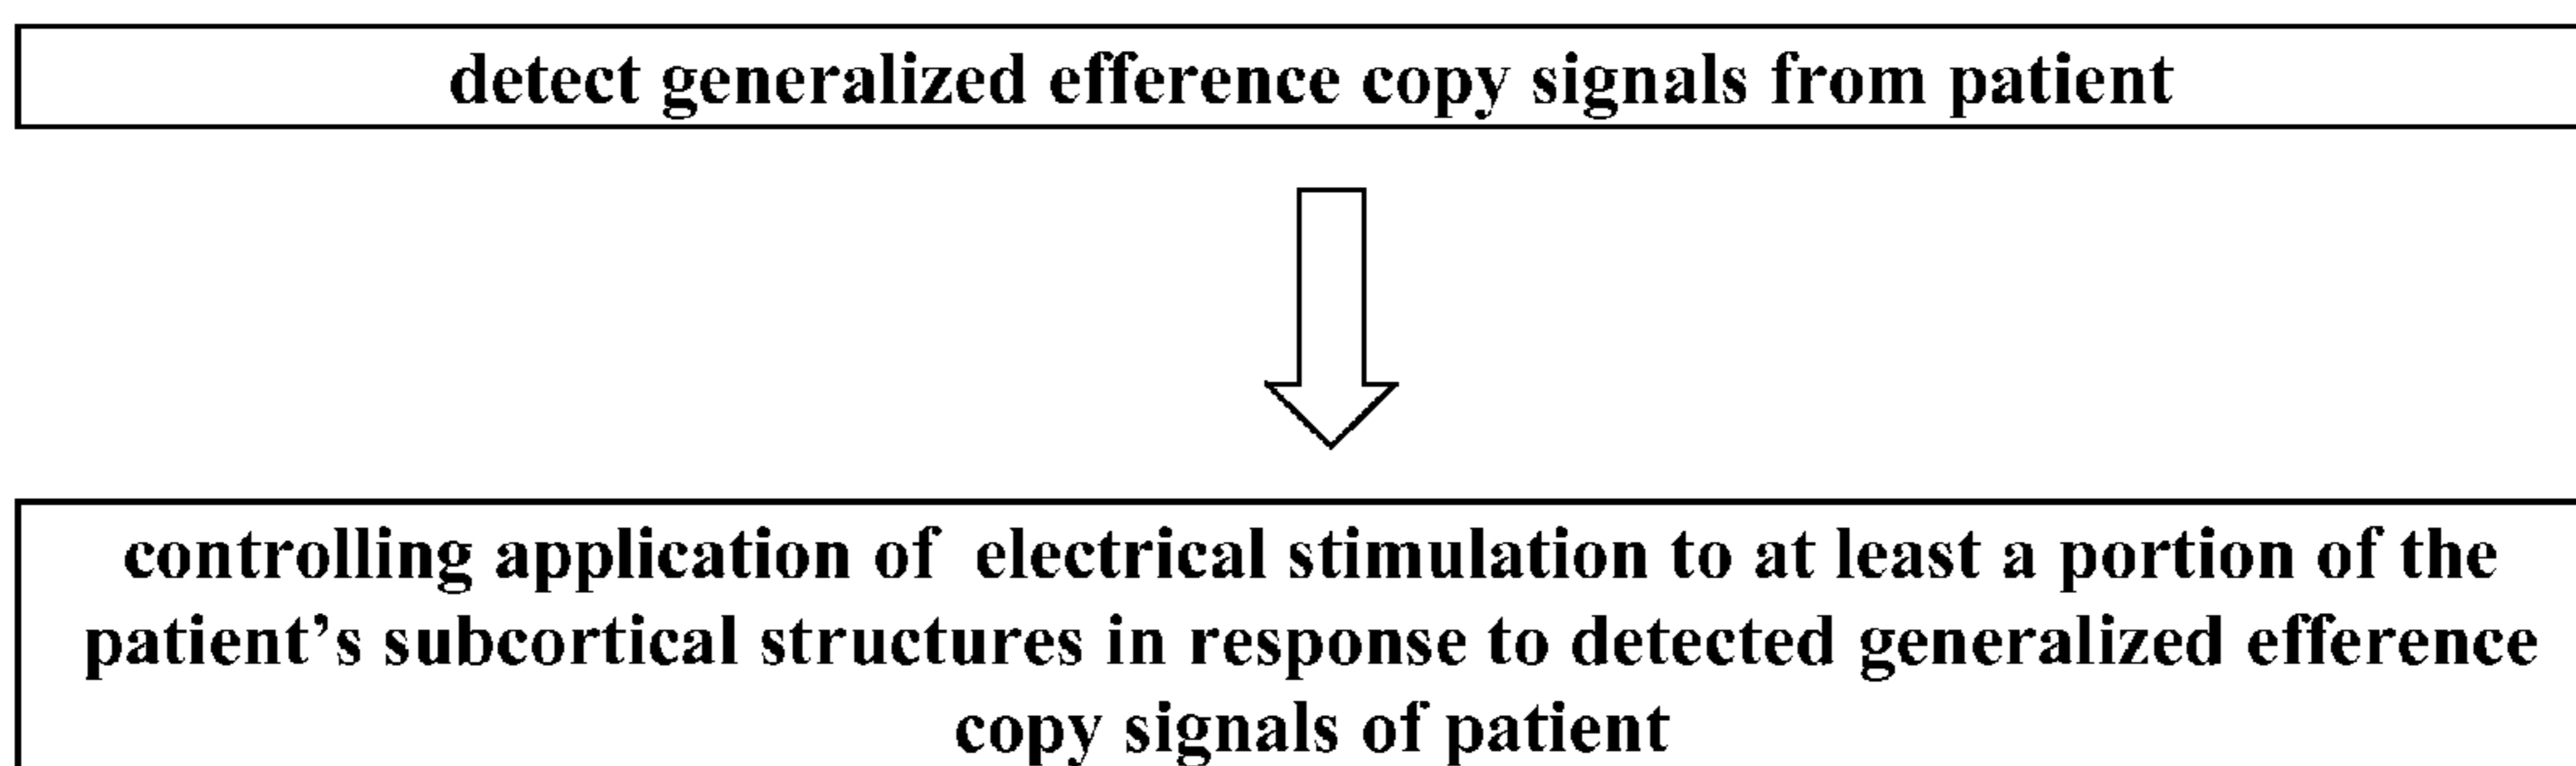 detect generalized efference copy signals from patient
controlling application of electrical stimulation to at least a portion of the
patient’s subcortical structures in response to detected generalized efference
copy signals of patient